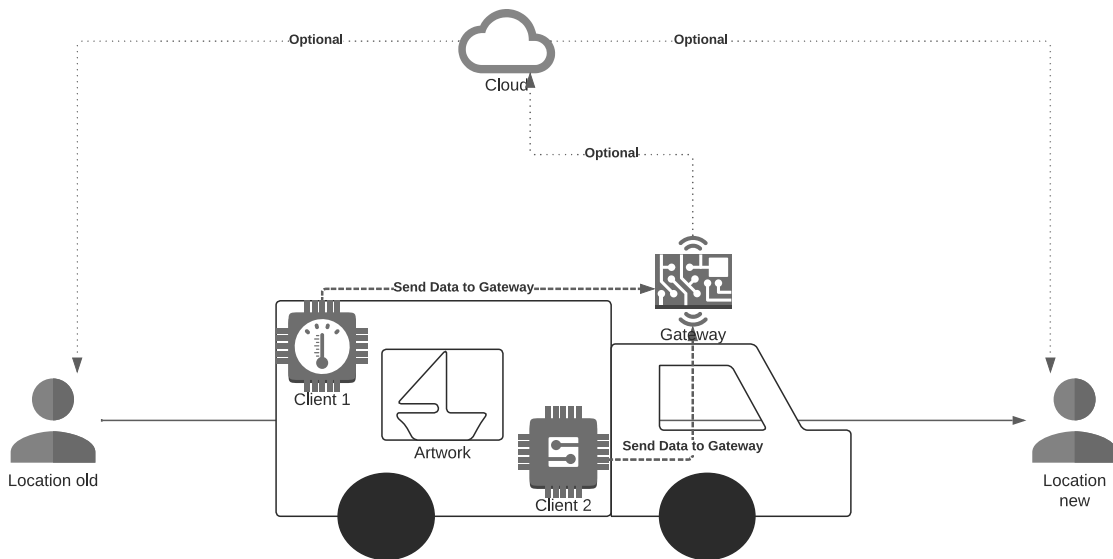 Optional
Optional
Cloud
Optional
Send Data to Gateway
Gateway
Client 1
Artwork
Send Data to Gateway
Client 2
Location old
Location
new